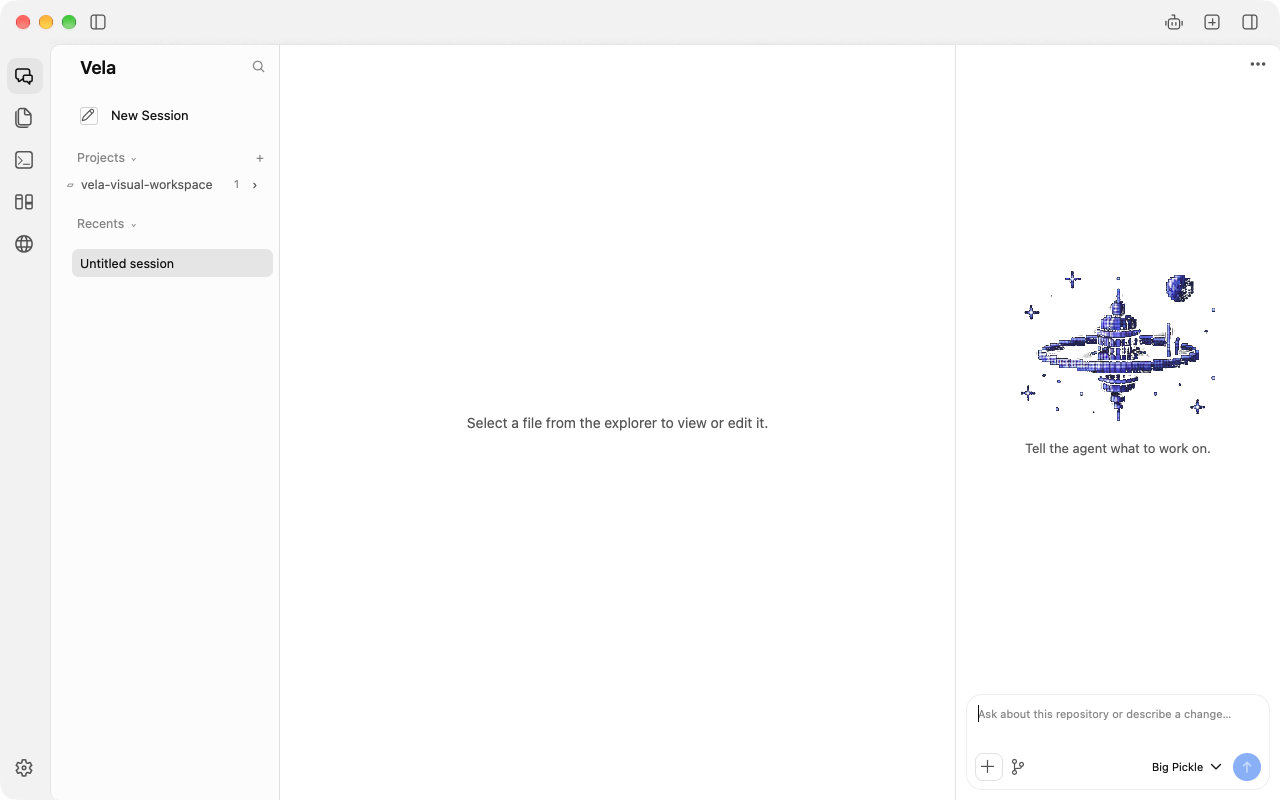 Vela
New Session
Projects
vela-visual-workspace 1
Recents
Untitled session
Select a file from the explorer to view or edit it.
Tell the agent what to work on.
Ask about this repository or describe a change...
Big Pickle